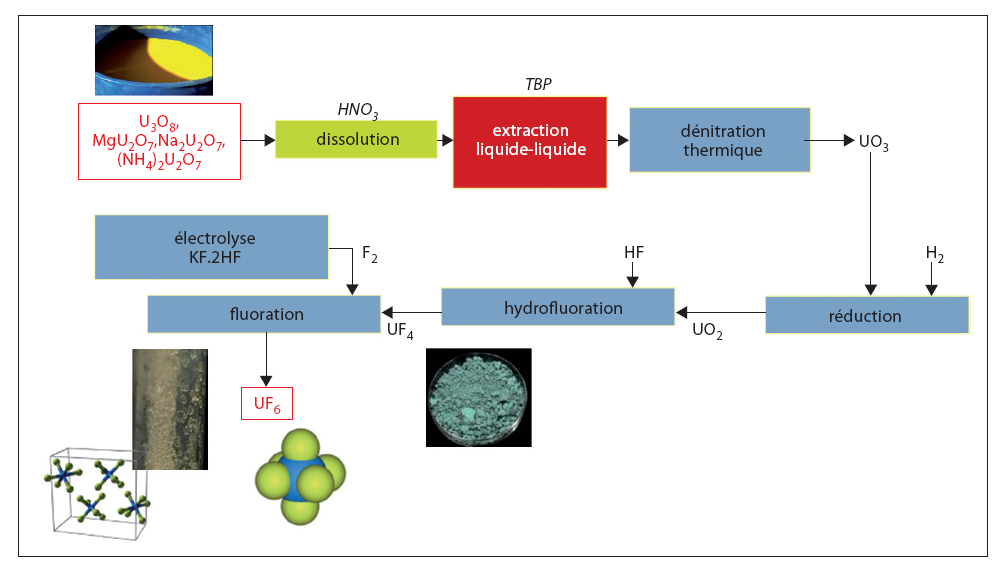 U₃O₈,
MgU₂O₇,Na₂U₂O₇,
(NH₄)₂U₂O₇
HNO₃
dissolution
TBP
extraction
liquide-liquide
dénitration
thermique
UO₃
électrolyse
KF.2HF
F₂
HF
H₂
fluoration
UF₄
hydrofluoration
UO₂
réduction
UF₆